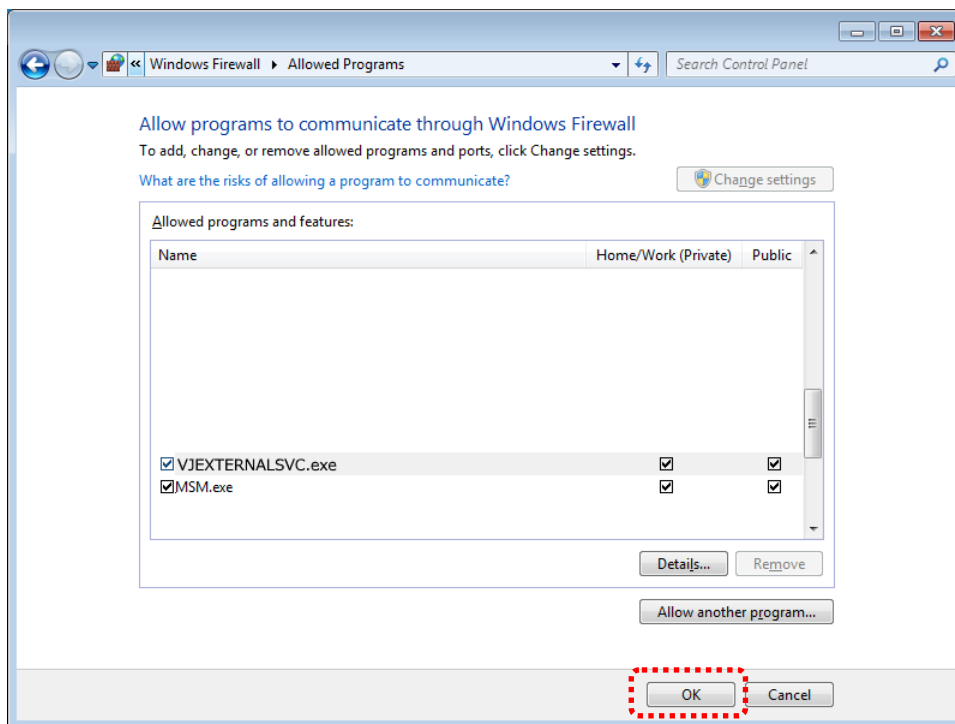 « Windows Firewall Allowed Programs Search Control Panel
Allow programs to communicate through Windows Firewall
To add, change, or remove allowed programs and ports, click Change settings.
What are the risks of allowing a program to communicate? Change settings
Allowed programs and features:
Name Home/Work (Private) Public
VJEXTERNALSVC.exe
MSM.exe
Details... Remove
Allow another program...
OK Cancel